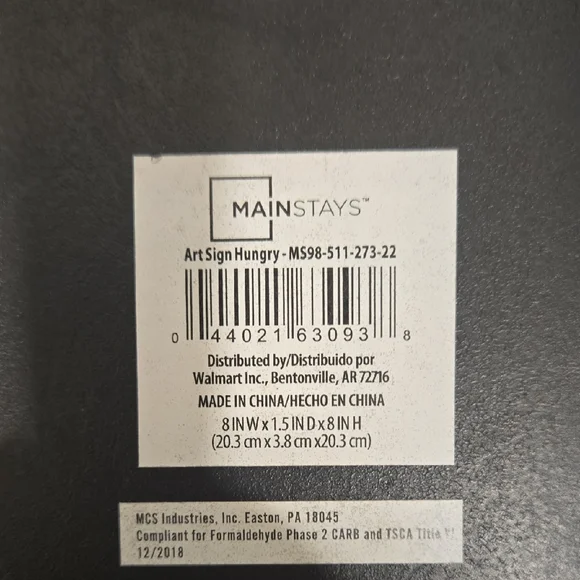 MAINSTAYS™
Art Sign Hungry - MS98-511-273-22
0 44021 63093 8
Distributed by/Distribuido por
Walmart Inc., Bentonville, AR 72716
MADE IN CHINA/HECHO EN CHINA
8 IN W x 1.5 IN D x 8 IN H
(20.3 cm x 3.8 cm x20.3 cm)
MCS Industries, Inc. Easton, PA 18045
Compliant for Formaldehyde Phase 2 CARB and TSCA Title
12/2018